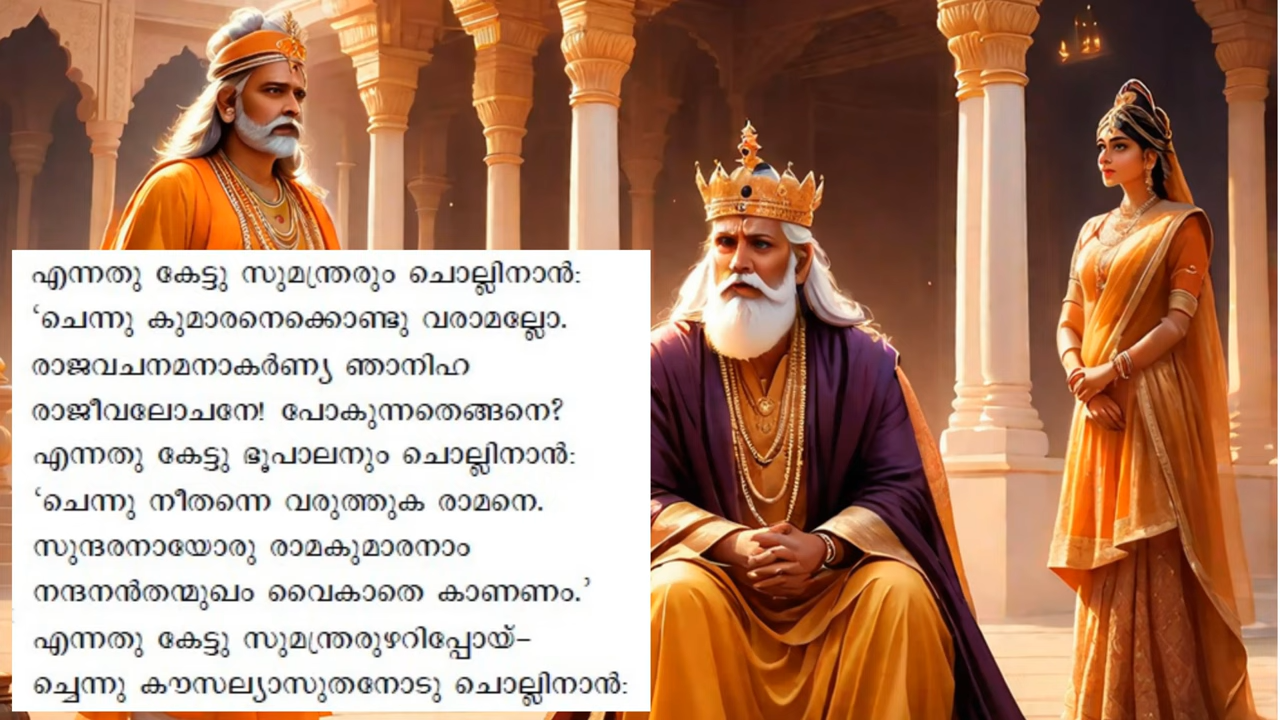 എന്നതു കേട്ടു സുമന്ത്രരും ചൊല്ലിനാൻ:
‘ചെന്നു കുമാരനെക്കൊണ്ടു വരാമല്ലോ.
രാജവചനമനാകർണ്യ ഞാനിഹ
രാജീവലോചനേ! പോകുന്നതെങ്ങനെ?
എന്നതു കേട്ടു ഭൂപാലനും ചൊല്ലിനാൻ:
‘ചെന്നു നീതന്നെ വരുത്തുക രാമനെ.
സുന്ദരനായോരു രാമകുമാരനാം
നന്ദനൻതന്മുഖം വൈകാതെ കാണണം.’
എന്നതു കേട്ടു സുമന്ത്രരുഴറിപ്പോയ്–
ച്ചെന്നു കൗസല്യാസുതനോടു ചൊല്ലിനാൻ: